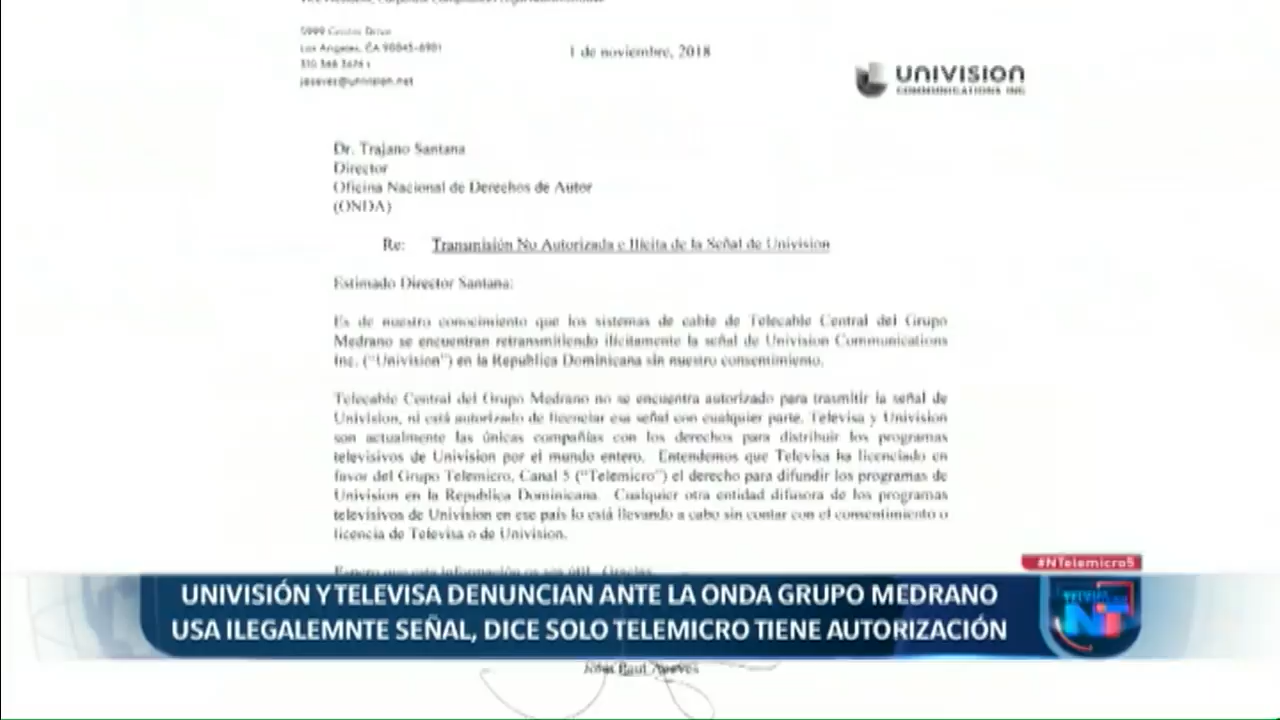 1 de noviembre, 2018
UNIVISION
COMMUNICATIONS INC
Dr. Trajano Santana
Director
Oficina Nacional de Derechos de Autor
(ONDA)
Re: Transmisión No Autorizada e Ilícita de la Señal de Univision
Estimado Director Santana:
Es de nuestro conocimiento que los sistemas de cable de Telecable Central del Grupo
Medrano se encuentran retransmitiendo ilícitamente la señal de Univision Communications
Inc. ("Univision") en la Republica Dominicana sin nuestro consentimiento.
Telecable Central del Grupo Medrano no se encuentra autorizado para trasmitir la señal de
Univision, ni está autorizado de licenciar esa señal con cualquier parte. Televisa y Univision
son actualmente las únicas compañías con los derechos para distribuir los programas
televisivos de Univision por el mundo entero. Entendemos que Televisa ha licenciado en
favor del Grupo Telemicro, Canal 5 ("Telemicro") el derecho para difundir los programas de
Univision en la Republica Dominicana. Cualquier otra entidad difusora de los programas
televisivos de Univision en ese país lo está llevando a cabo sin contar con el consentimiento o
licencia de Televisa o de Univision.
Espero que esta información os sea útil. Gracias
#NTelemicro5
UNIVISIÓN Y TELEVISA DENUNCIAN ANTE LA ONDA GRUPO MEDRANO
USA ILEGALEMNTE SEÑAL, DICE SOLO TELEMICRO TIENE AUTORIZACIÓN
NT